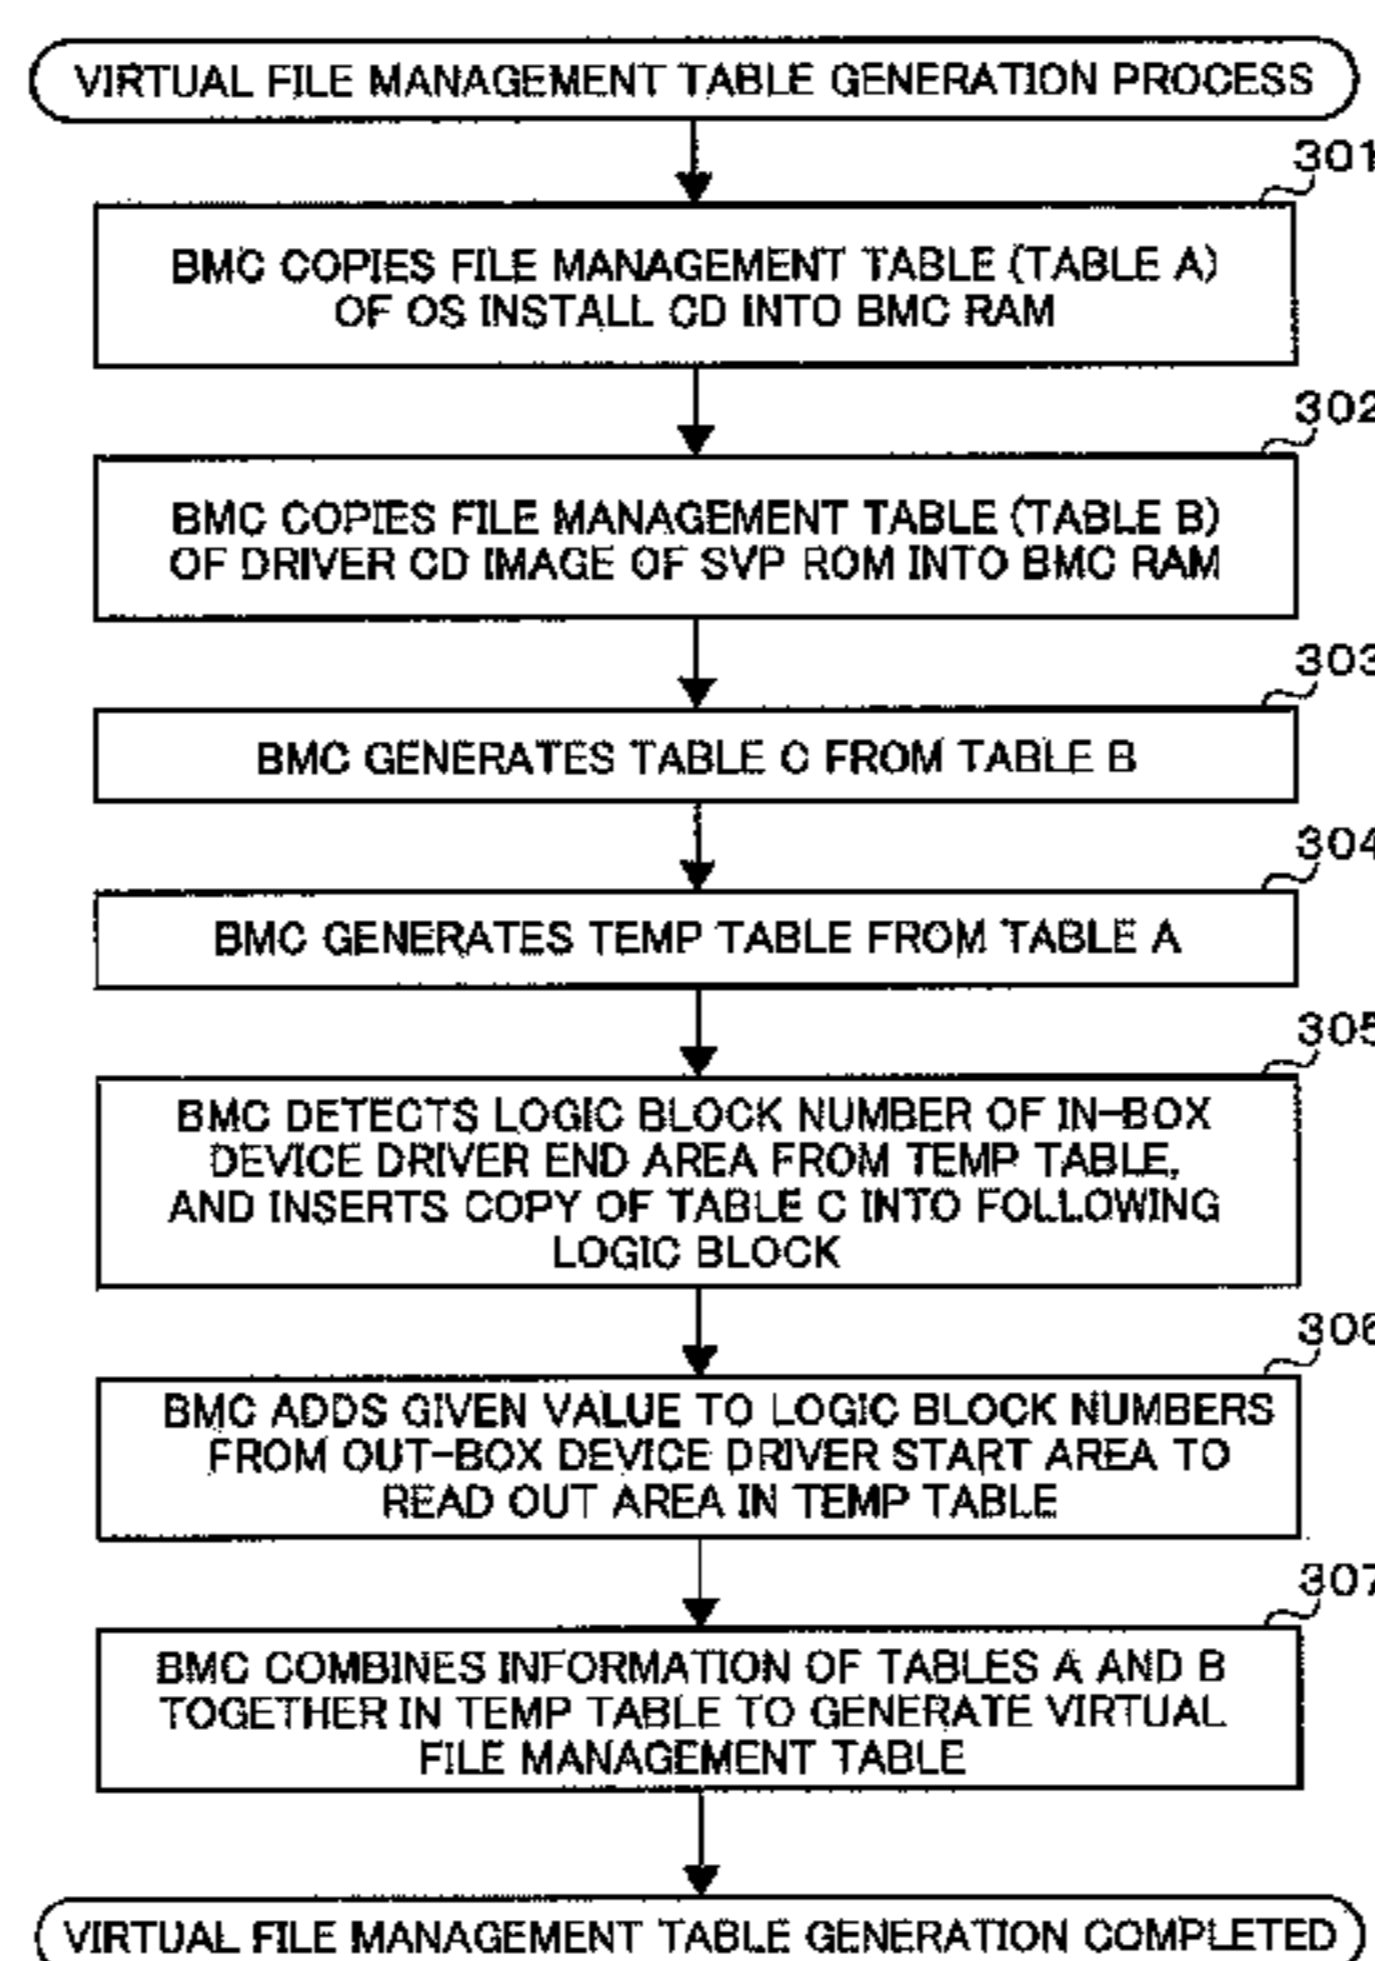 VIRTUAL FILE MANAGEMENT TABLE GENERATION PROCESS
301
BMC COPIES FILE MANAGEMENT TABLE (TABLE A)
OF OS INSTALL CD INTO BMC RAM
302
BMC COPIES FILE MANAGEMENT TABLE (TABLE B)
OF DRIVER CD IMAGE OF SVP ROM INTO BMC RAM
303
BMC GENERATES TABLE C FROM TABLE B
304
BMC GENERATES TEMP TABLE FROM TABLE A
305
BMC DETECTS LOGIC BLOCK NUMBER OF IN-BOX
DEVICE DRIVER END AREA FROM TEMP TABLE,
AND INSERTS COPY OF TABLE C INTO FOLLOWING
LOGIC BLOCK
306
BMC ADDS GIVEN VALUE TO LOGIC BLOCK NUMBERS
FROM OUT-BOX DEVICE DRIVER START AREA TO
READ OUT AREA IN TEMP TABLE
307
BMC COMBINES INFORMATION OF TABLES A AND B
TOGETHER IN TEMP TABLE TO GENERATE VIRTUAL
FILE MANAGEMENT TABLE
VIRTUAL FILE MANAGEMENT TABLE GENERATION COMPLETED